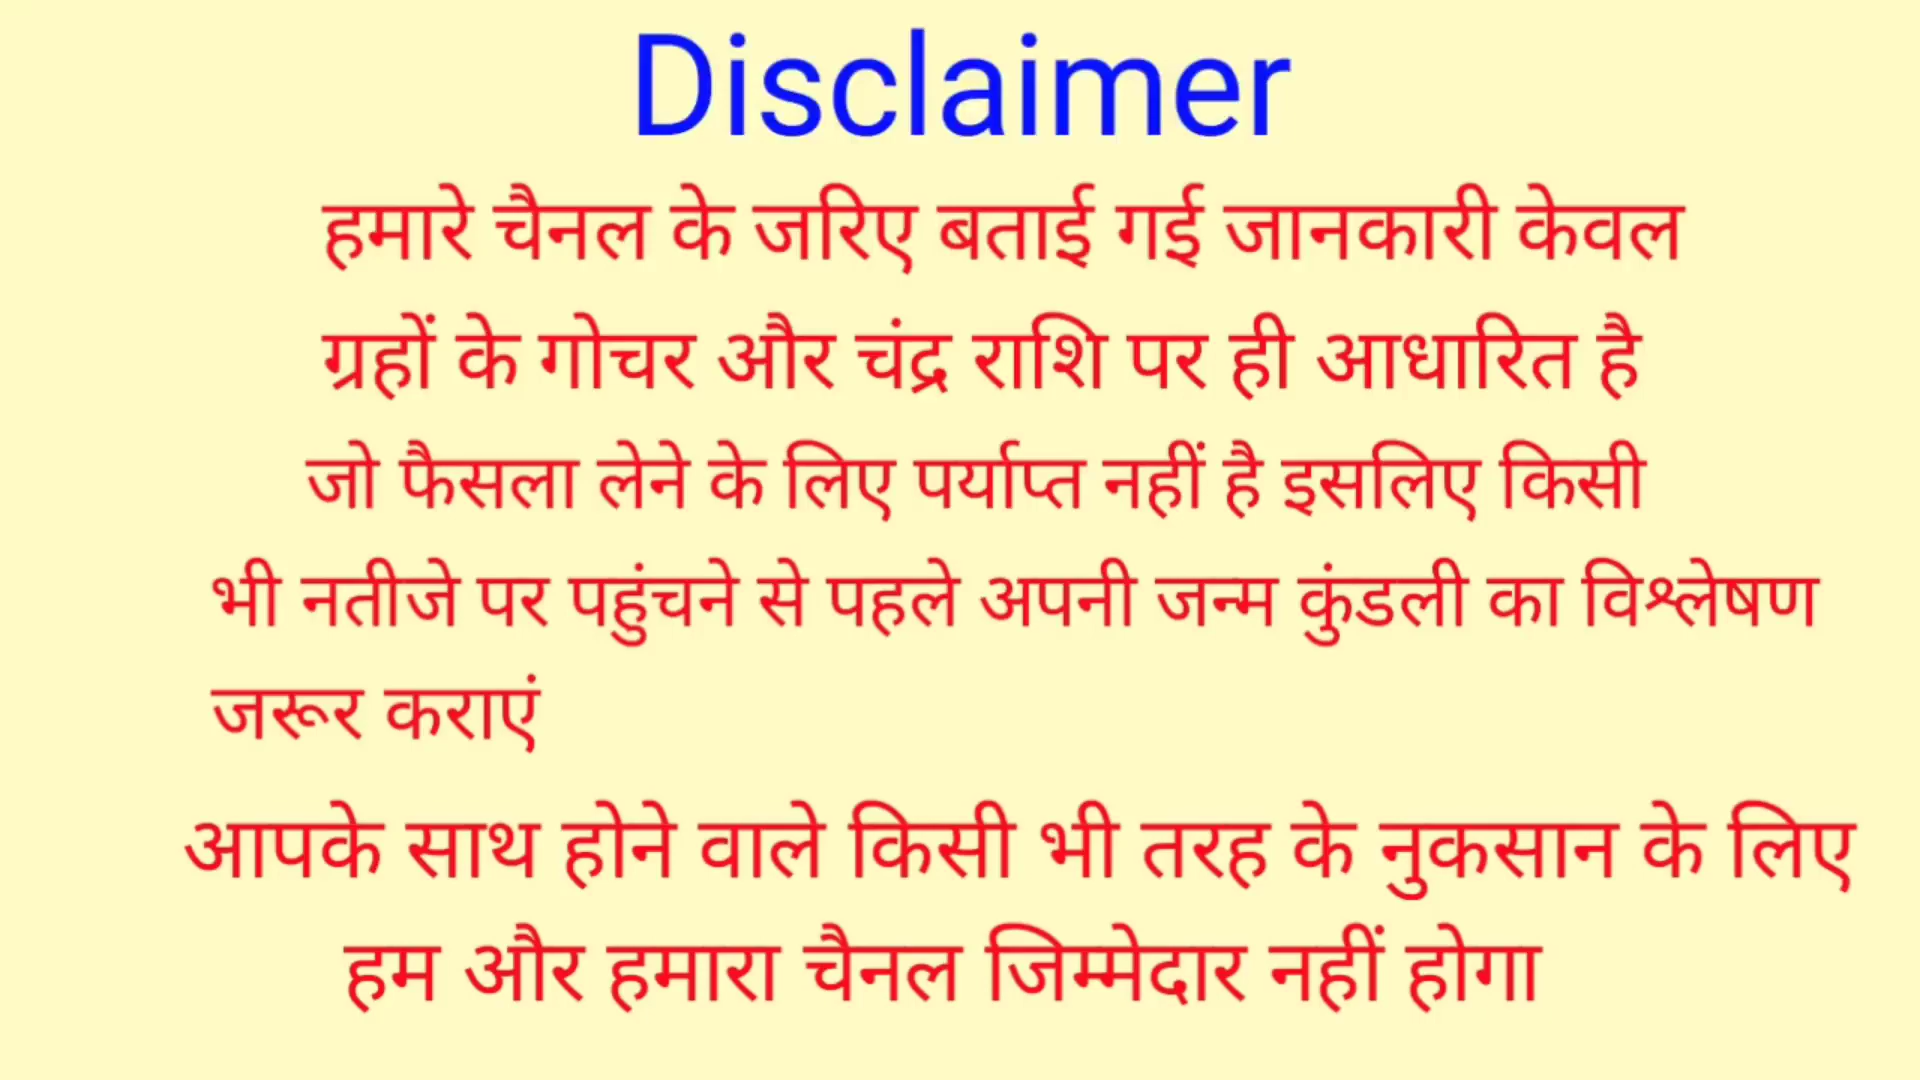 Disclaimer
हमारे चैनल के जरिए बताई गई जानकारी केवल
ग्रहों के गोचर और चंद्र राशि पर ही आधारित है
जो फैसला लेने के लिए पर्याप्त नहीं है इसलिए किसी
भी नतीजे पर पहुंचने से पहले अपनी जन्म कुंडली का विश्लेषण
जरूर कराएं
आपके साथ होने वाले किसी भी तरह के नुकसान के लिए
हम और हमारा चैनल जिम्मेदार नहीं होगा